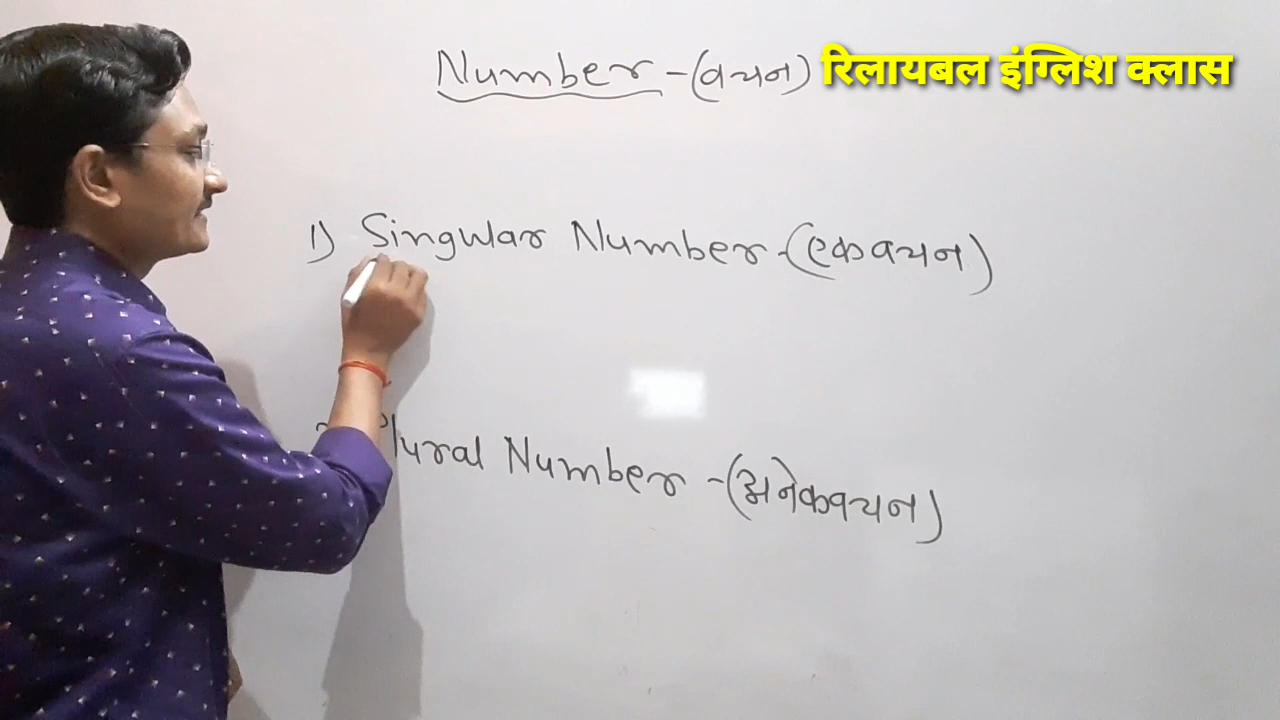 Number - (वचन) रिलायबल इंग्लिश क्लास
1) Singular Number - (एकवचन)
Plural Number - (अनेकवचन)